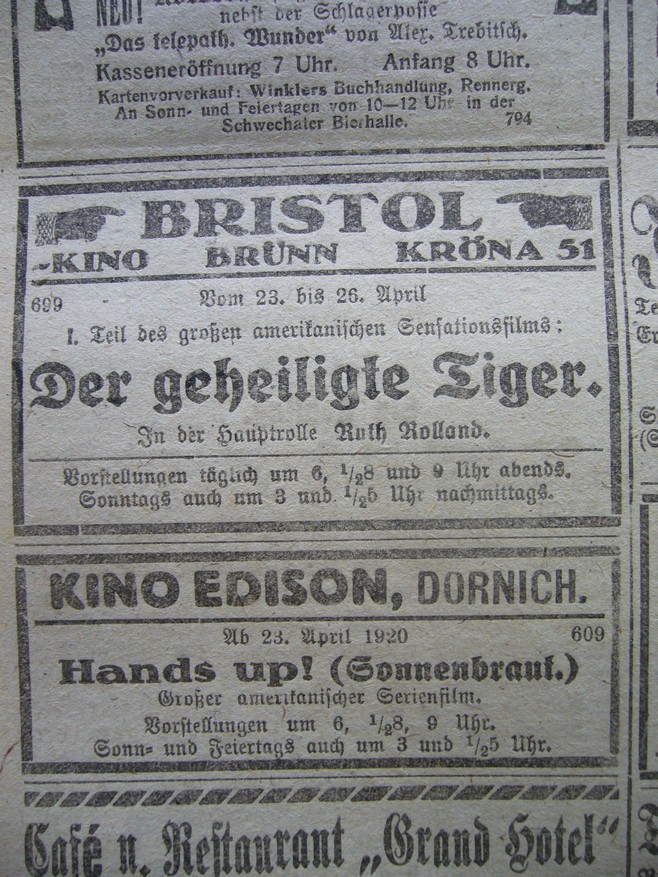 NEU!
nebst der Schlagerposse
„Das telepath. Wunder“ von Alex. Trebitsch.
Kasseneröffnung 7 Uhr. Anfang 8 Uhr.
Kartenvorverkauf: Winklers Buchhandlung, Rennerg.
An Sonn- und Feiertagen von 10—12 Uhr in der
Schwechater Bierhalle. 794
BRISTOL
-KINO BRÜNN KRÖNA 51
699 Vom 23. bis 26. April
I. Teil des großen amerikanischen Sensationsfilms:
Der geheiligte Tiger.
In der Hauptrolle Ruth Rolland.
Vorstellungen täglich um 6, 1/28 und 9 Uhr abends.
Sonntags auch um 3 und 1/25 Uhr nachmittags.
KINO EDISON, DORNICH.
Ab 23. April 1920 609
Hands up! (Sonnenbraut.)
Großer amerikanischer Serienfilm.
Vorstellungen um 6, 1/28, 9 Uhr.
Sonn- und Feiertags auch um 3 und 1/25 Uhr.
Café u. Restaurant „Grand Hotel“